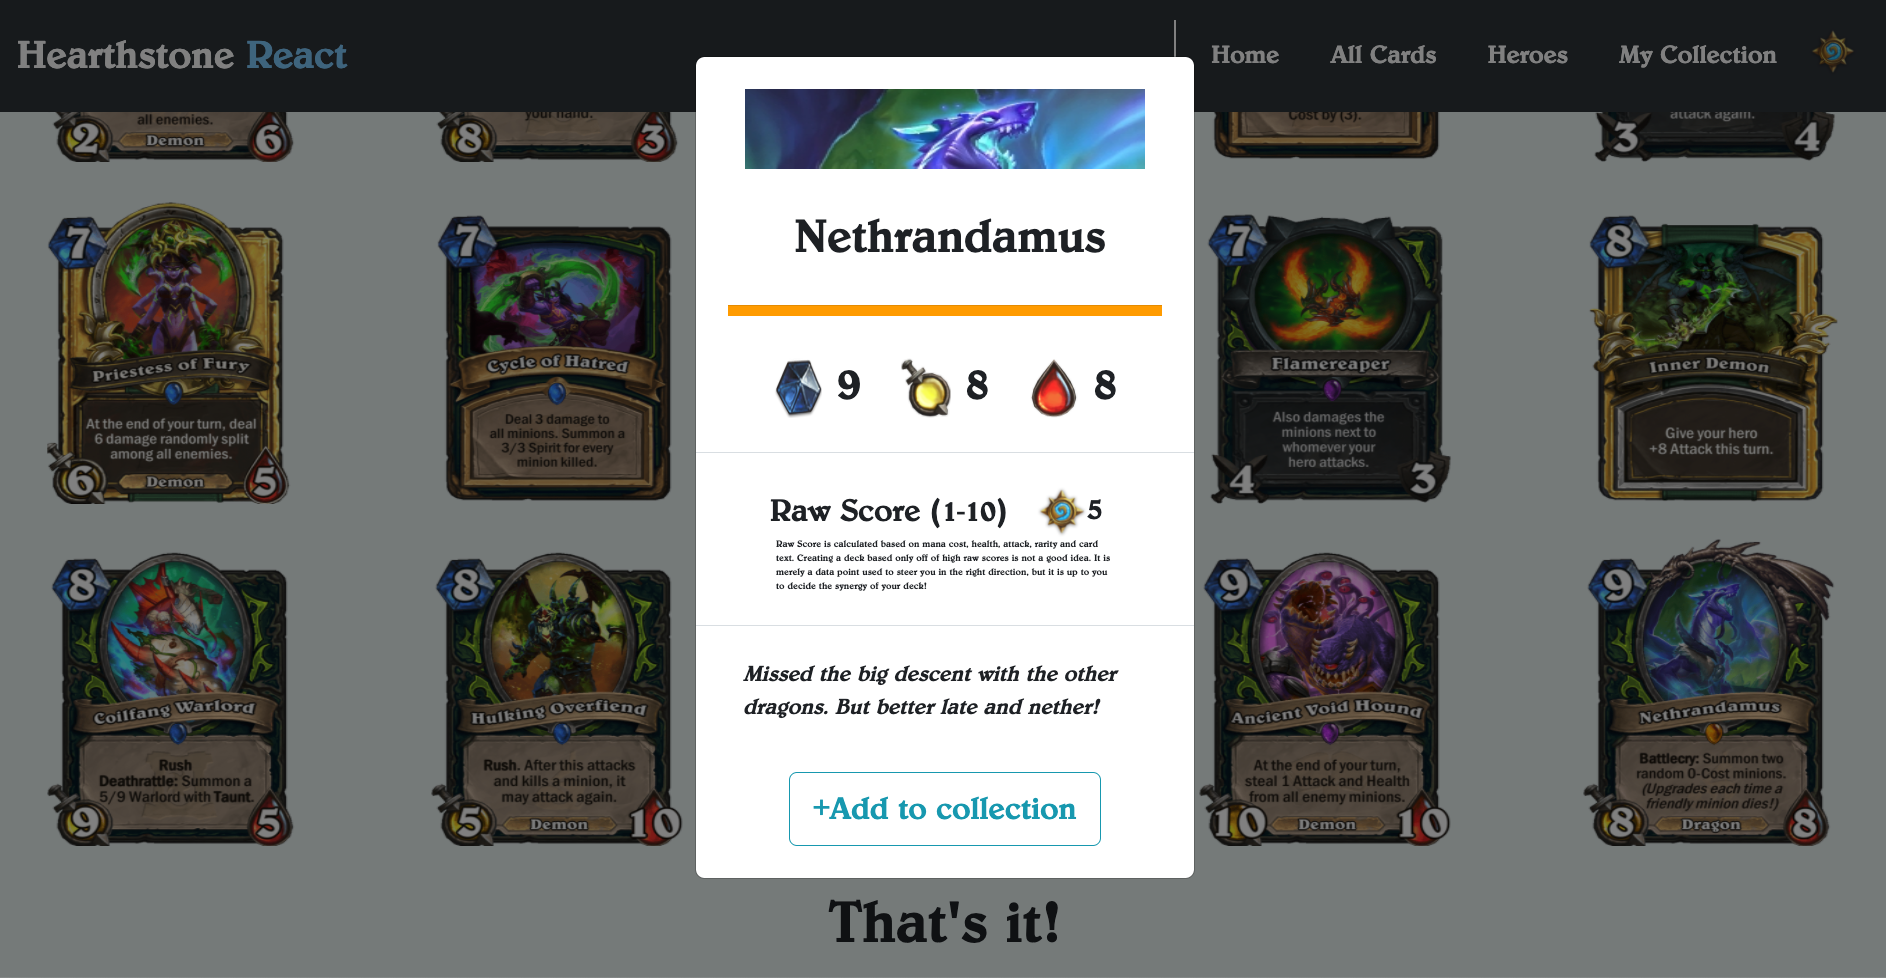 Hearthstone React
Home
All Cards
Heroes
My Collection
all enemies.
2
Demon
6
your hand.
8
3
Cost by (3).
attack again.
3
4
Nethrandamus
9
8
8
Raw Score (1-10)
5
Raw Score is calculated based on mana cost, health, attack, rarity and card
text. Creating a deck based only off of high raw scores is not a good idea. It is
merely a data point used to steer you in the right direction, but it is up to you
to decide the synergy of your deck!
Missed the big descent with the other
dragons. But better late and nether!
+Add to collection
7
Priestess of Fury
At the end of your turn, deal
6 damage randomly split
among all enemies.
6
Demon
5
7
Cycle of Hatred
Deal 3 damage to
all minions. Summon a
3/3 Spirit for every
minion killed.
7
Flamereaper
Also damages the
minions next to
whomever your
hero attacks.
4
3
8
Inner Demon
Give your hero
+8 Attack this turn.
8
Coilfang Warlord
Rush
Deathrattle: Summon a
5/9 Warlord with Taunt.
9
5
8
Hulking Overfiend
Rush. After this attacks
and kills a minion, it
may attack again.
5
Demon
10
9
Ancient Void Hound
At the end of your turn,
steal 1 Attack and Health
from all enemy minions.
10
Demon
10
9
Nethrandamus
Battlecry: Summon two
random 0-Cost minions.
(Upgrades each time a
friendly minion dies!)
8
Dragon
8
That's it!